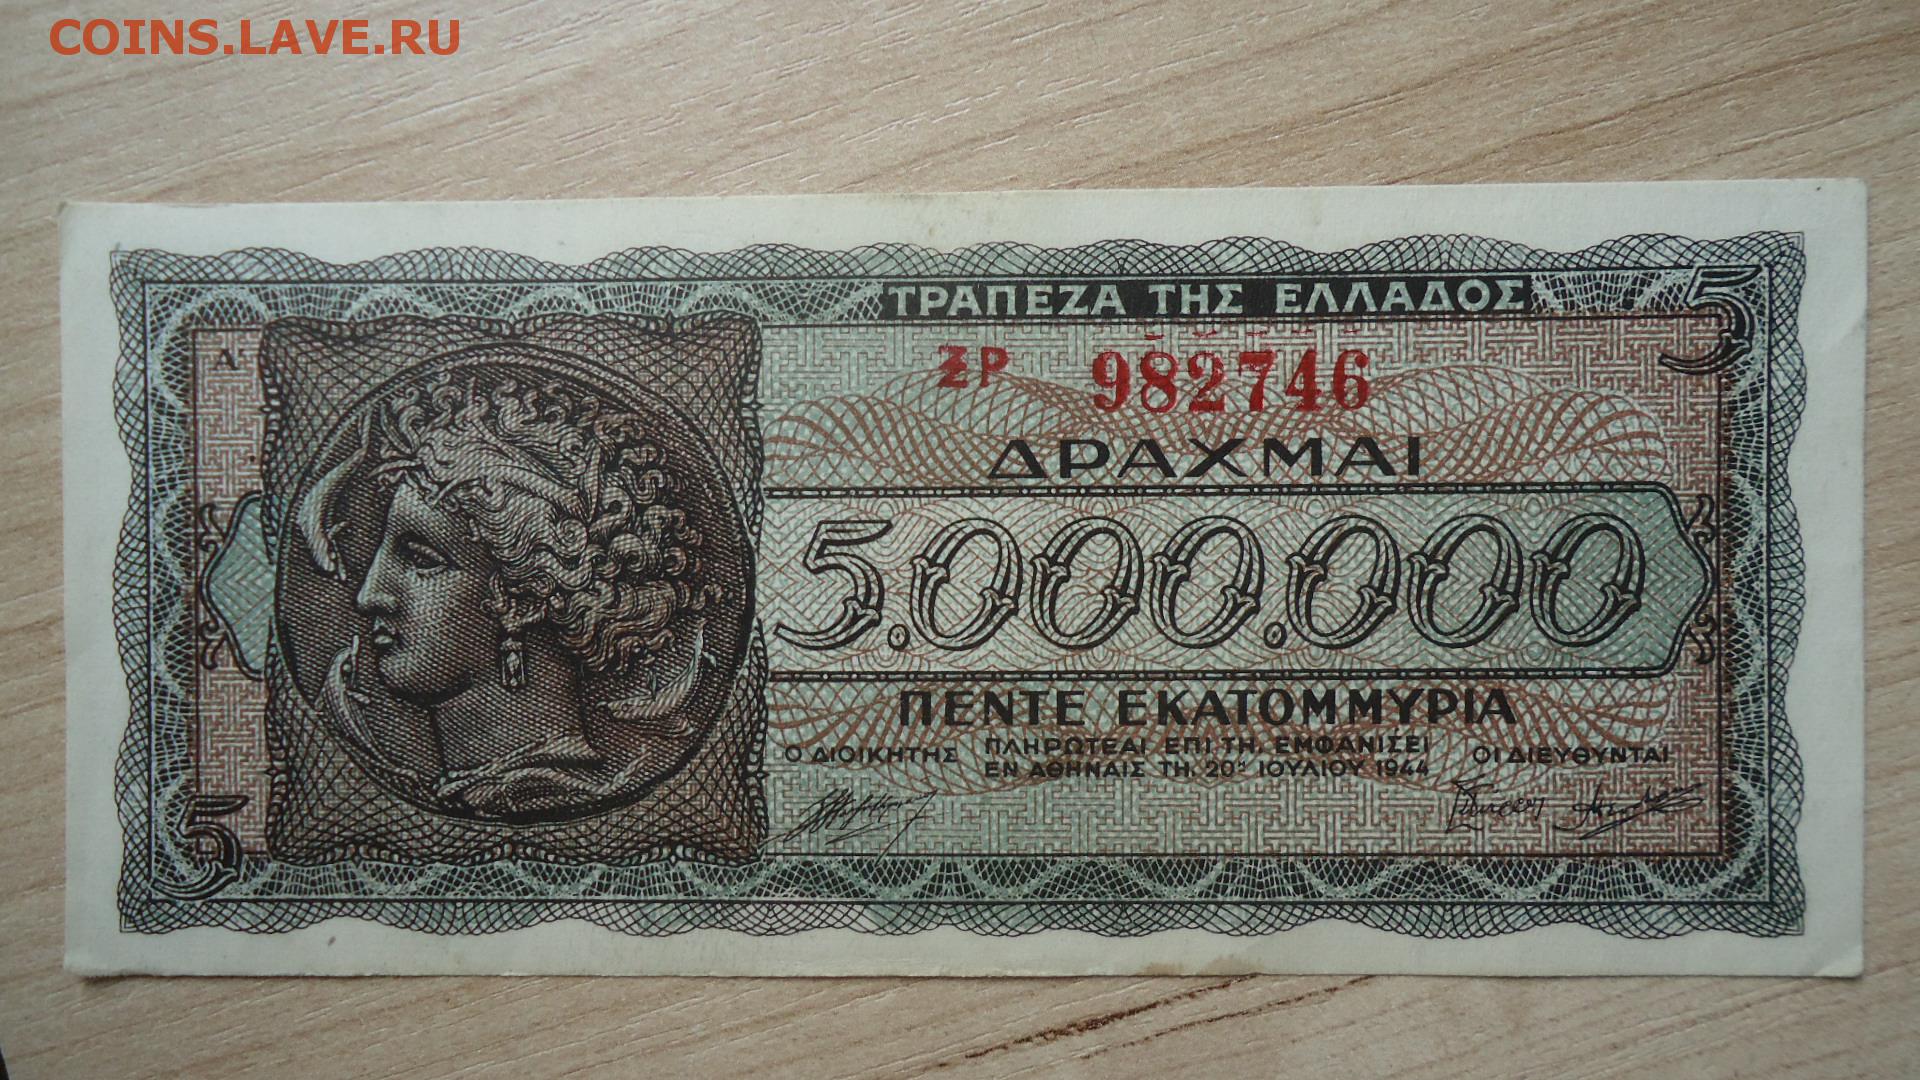 COINS.LAVE.RU
ΤΡΑΠΕΖΑ ΤΗΣ ΕΛΛΑΔΟΣ
5
Α
ΞΡ 982746
ΔΡΑΧΜΑΙ
5.000.000
ΠΕΝΤΕ ΕΚΑΤΟΜΜΥΡΙΑ
Ο ΔΙΟΙΚΗΤΗΣ ΠΛΗΡΩΤΕΑΙ ΕΠΙ ΤΗ. ΕΜΦΑΝΙΣΕΙ ΟΙ ΔΙΕΥΘΥΝΤΑΙ
ΕΝ ΑΘΗΝΑΙΣ ΤΗ. 20ῌ ΙΟΥΛΙΟΥ 1944
5